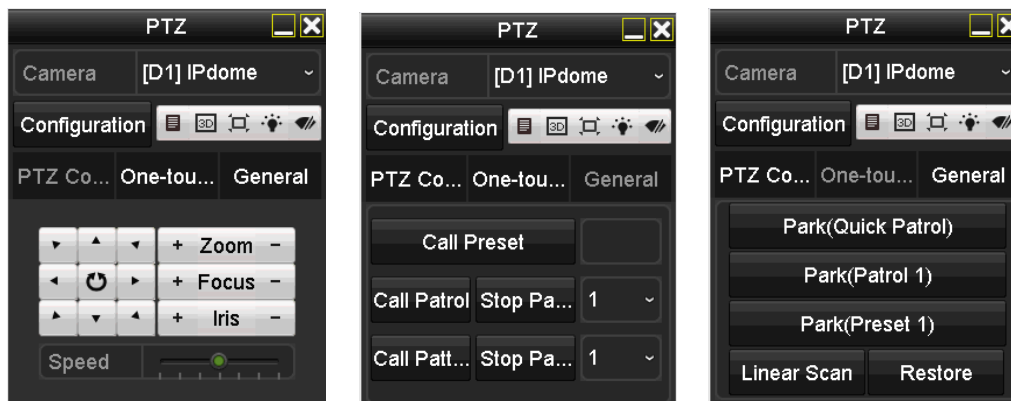 PTZ
Camera [D1] IPdome
Configuration 3D
PTZ Co... One-tou... General
+ Zoom -
+ Focus -
+ Iris -
Speed
PTZ
Camera [D1] IPdome
Configuration 3D
PTZ Co... One-tou... General
Call Preset
Call Patrol Stop Pa... 1
Call Patt... Stop Pa... 1
PTZ
Camera [D1] IPdome
Configuration 3D
PTZ Co... One-tou... General
Park(Quick Patrol)
Park(Patrol 1)
Park(Preset 1)
Linear Scan Restore